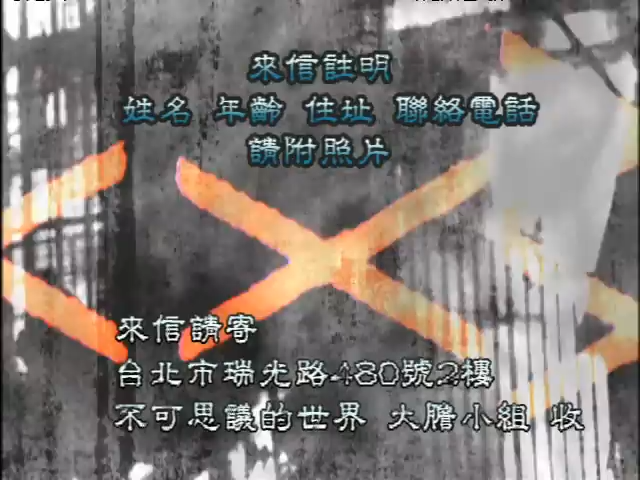 來信註明
姓名 年齡 住址 聯絡電話
請附照片
來信請寄
台北市瑞光路480號2樓
不可思議的世界 大膽小組 收